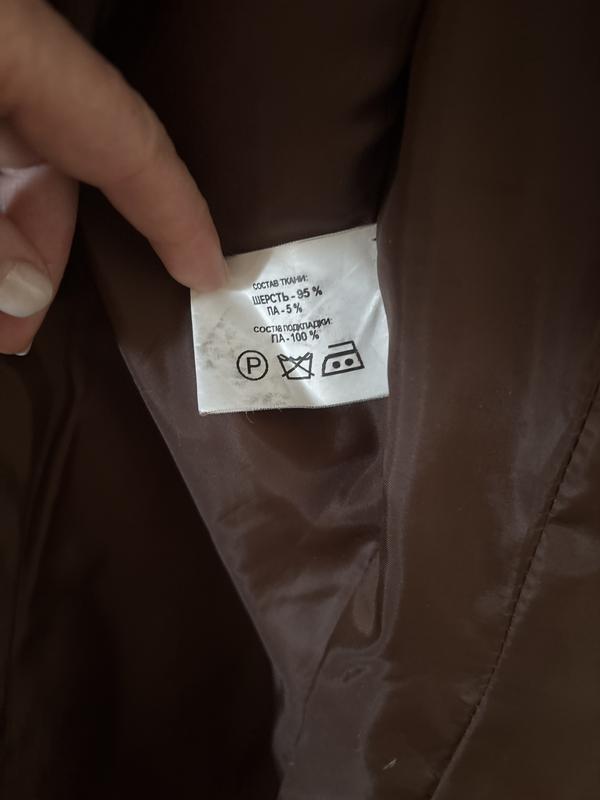 СОСТАВ ТКАНИ:
ШЕРСТЬ - 95 %
ПА - 5 %
СОСТАВ ПОДКЛАДКИ:
ПА - 100 %
P